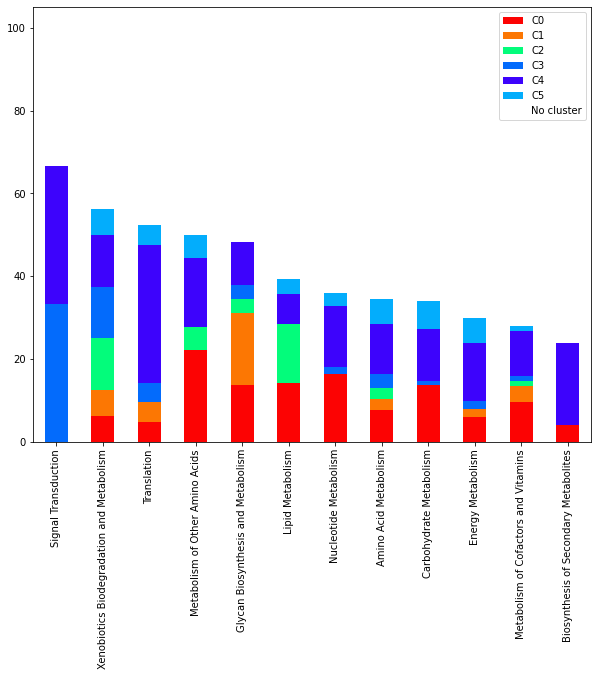 100
80
60
40
20
0
C0
C1
C2
C3
C4
C5
No cluster
Signal Transduction
Xenobiotics Biodegradation and Metabolism
Translation
Metabolism of Other Amino Acids
Glycan Biosynthesis and Metabolism
Lipid Metabolism
Nucleotide Metabolism
Amino Acid Metabolism
Carbohydrate Metabolism
Energy Metabolism
Metabolism of Cofactors and Vitamins
Biosynthesis of Secondary Metabolites